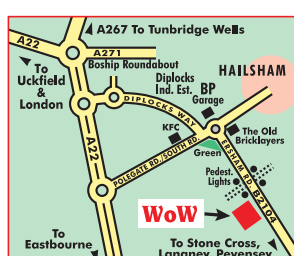 A22
A267 To Tunbridge Wells
A271
Boship Roundabout
To
Uckfield
& London
Diplocks
Ind. Est.
BP
Garage
HAILSHAM
DIPLOCKS WAY
KFC
The Old
Bricklayers
Green
POLEGATE RD./SOUTH RD.
A22
ERSHAM RD. B2104
Pedest.
Lights
WoW
To
Eastbourne
To Stone Cross,
Langney, Pevensey